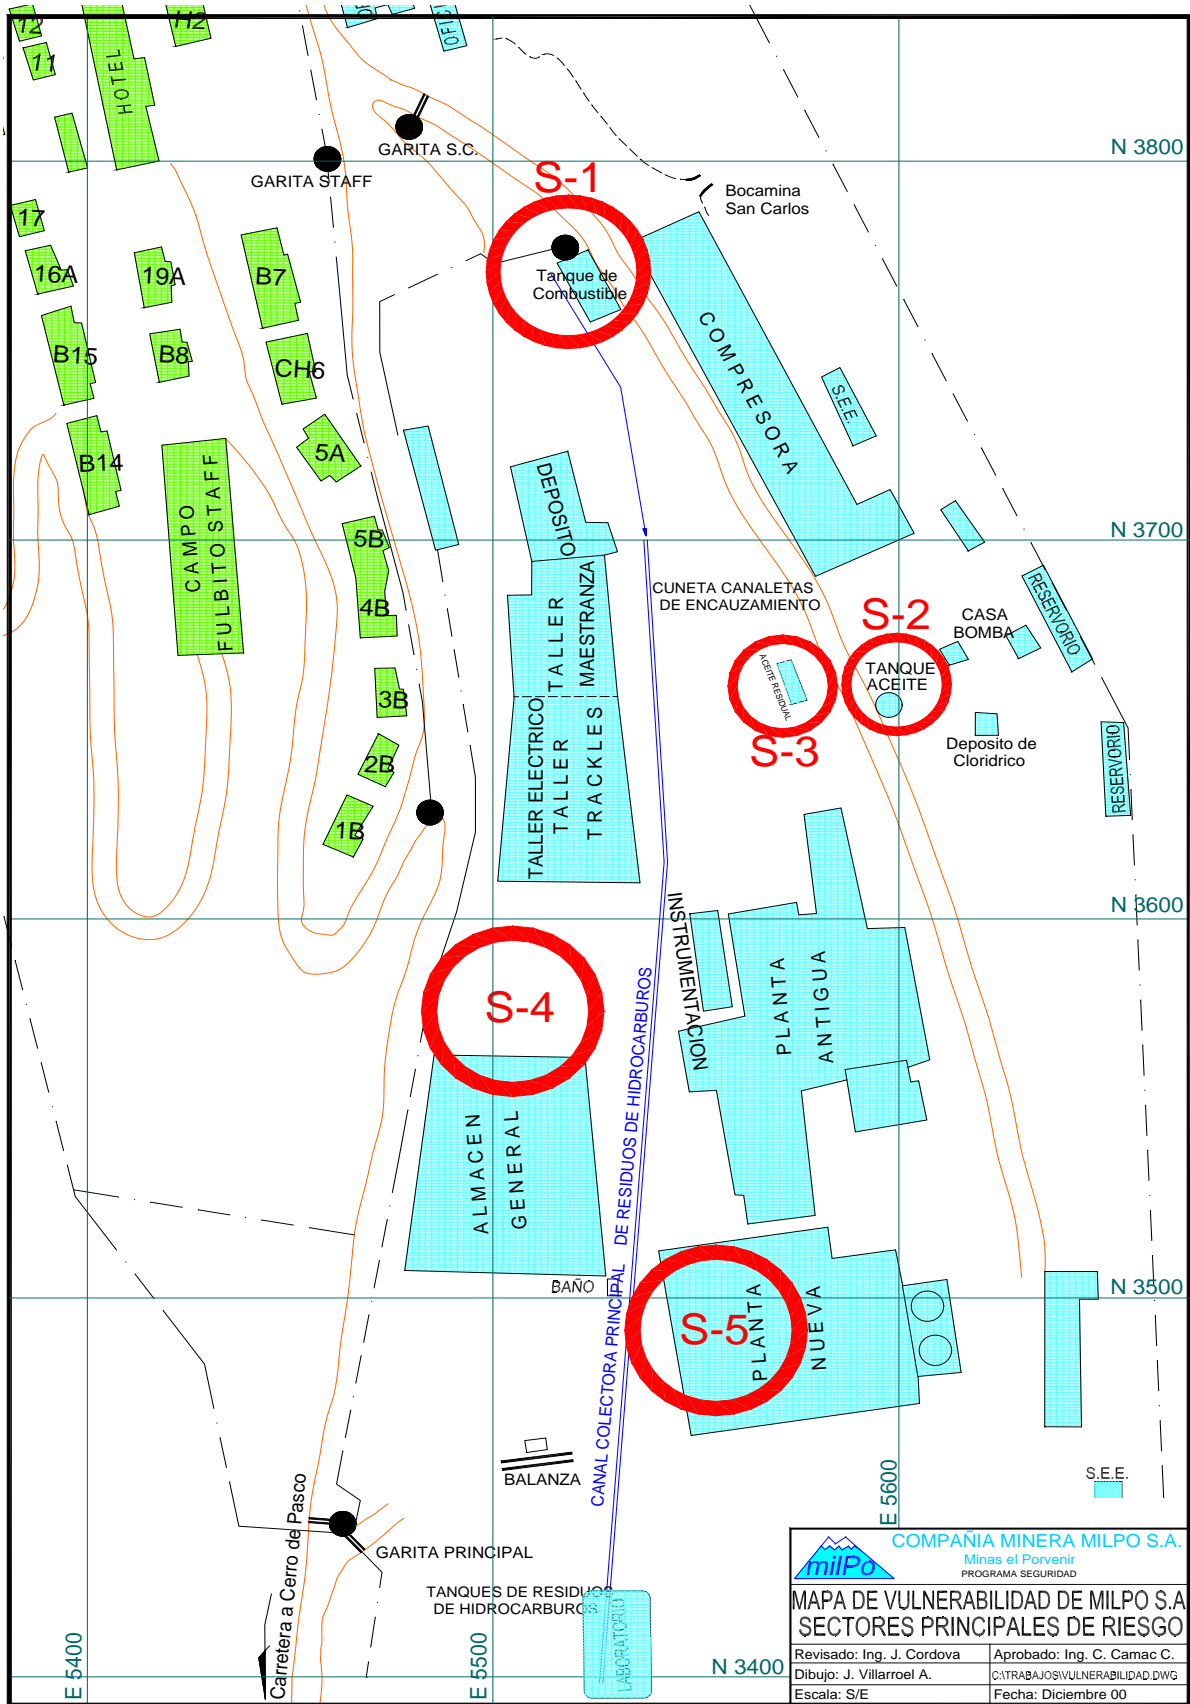 12
11
HOTEL
H2
GARITA S.C.
N 3800
GARITA STAFF
S-1
Bocamina
San Carlos
17
16A
19A
B7
Tanque de
Combustible
COMPRESORA
S.E.E.
B15
B8
CH6
B14
5A
CAMPO
FULBITO STAFF
DEPOSITO
5B
N 3700
4B
TALLER
MAESTRANZA
CUNETA CANALETAS
DE ENCAUZAMIENTO
S-2
CASA
BOMBA
RESERVORIO
ACEITE RESIDUAL
TANQUE
ACEITE
3B
S-3
Deposito de
Cloridrico
RESERVORIO
2B
1B
TALLER ELECTRICO
TALLER
TRACKLES
N 3600
INSTRUMENTACION
PLANTA
ANTIGUA
S-4
ALMACEN
GENERAL
CANAL COLECTORA PRINCIPAL DE RESIDUOS DE HIDROCARBUROS
BAÑO
N 3500
S-5
PLANTA
NUEVA
BALANZA
E 5600
S.E.E.
Carretera a Cerro de Pasco
GARITA PRINCIPAL
TANQUES DE RESIDUOS
DE HIDROCARBUROS
LABORATORIO
E 5400
E 5500
N 3400
milPo
COMPAÑIA MINERA MILPO S.A.
Minas el Porvenir
PROGRAMA SEGURIDAD
MAPA DE VULNERABILIDAD DE MILPO S.A
SECTORES PRINCIPALES DE RIESGO
Revisado: Ing. J. Cordova
Aprobado: Ing. C. Camac C.
Dibujo: J. Villarroel A.
C:\TRABAJOS\VULNERABILIDAD.DWG
Escala: S/E
Fecha: Diciembre 00